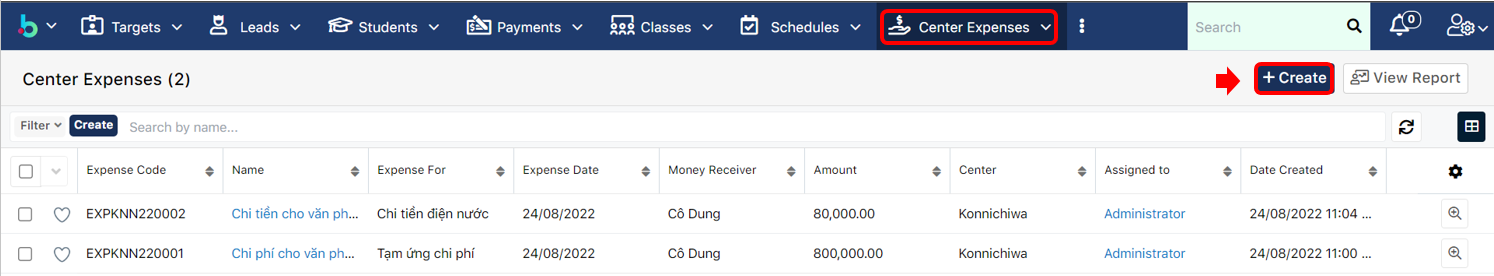 Targets Leads Students Payments Classes Schedules Center Expenses Search 0
Center Expenses (2) + Create View Report
Filter Create Search by name...
Expense Code Name Expense For Expense Date Money Receiver Amount Center Assigned to Date Created
EXPKNN220002 Chi tiền cho văn ph... Chi tiền điện nước 24/08/2022 Cô Dung 80,000.00 Konnichiwa Administrator 24/08/2022 11:04 ...
EXPKNN220001 Chi phí cho văn ph... Tạm ứng chi phí 24/08/2022 Cô Dung 800,000.00 Konnichiwa Administrator 24/08/2022 11:00 ...